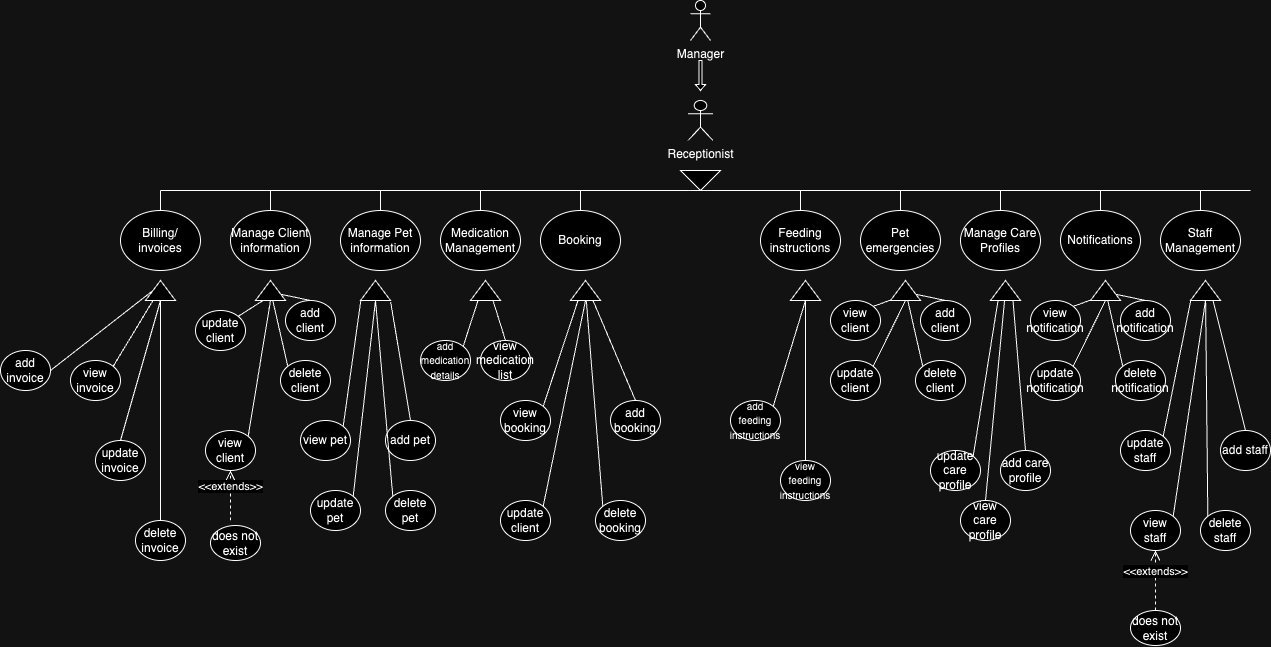 Manager
Receptionist
Billing/
invoices
Manage Client
information
Manage Pet
information
Medication
Management
Booking
Feeding
instructions
Pet
emergencies
Manage Care
Profiles
Notifications
Staff
Management
add
invoice
view
invoice
update
invoice
delete
invoice
update
client
add
client
delete
client
view
client
<<extends>>
does not
exist
view pet
add pet
update
pet
delete
pet
add
medication
details
view
medication
list
view
booking
add
booking
update
client
delete
booking
add
feeding
instructions
view
feeding
instructions
view
client
add
client
update
client
delete
client
update
care
profile
add care
profile
view
care
profile
view
notification
add
notification
update
notification
delete
notification
update
staff
add staff
view
staff
delete
staff
<<extends>>
does not
exist